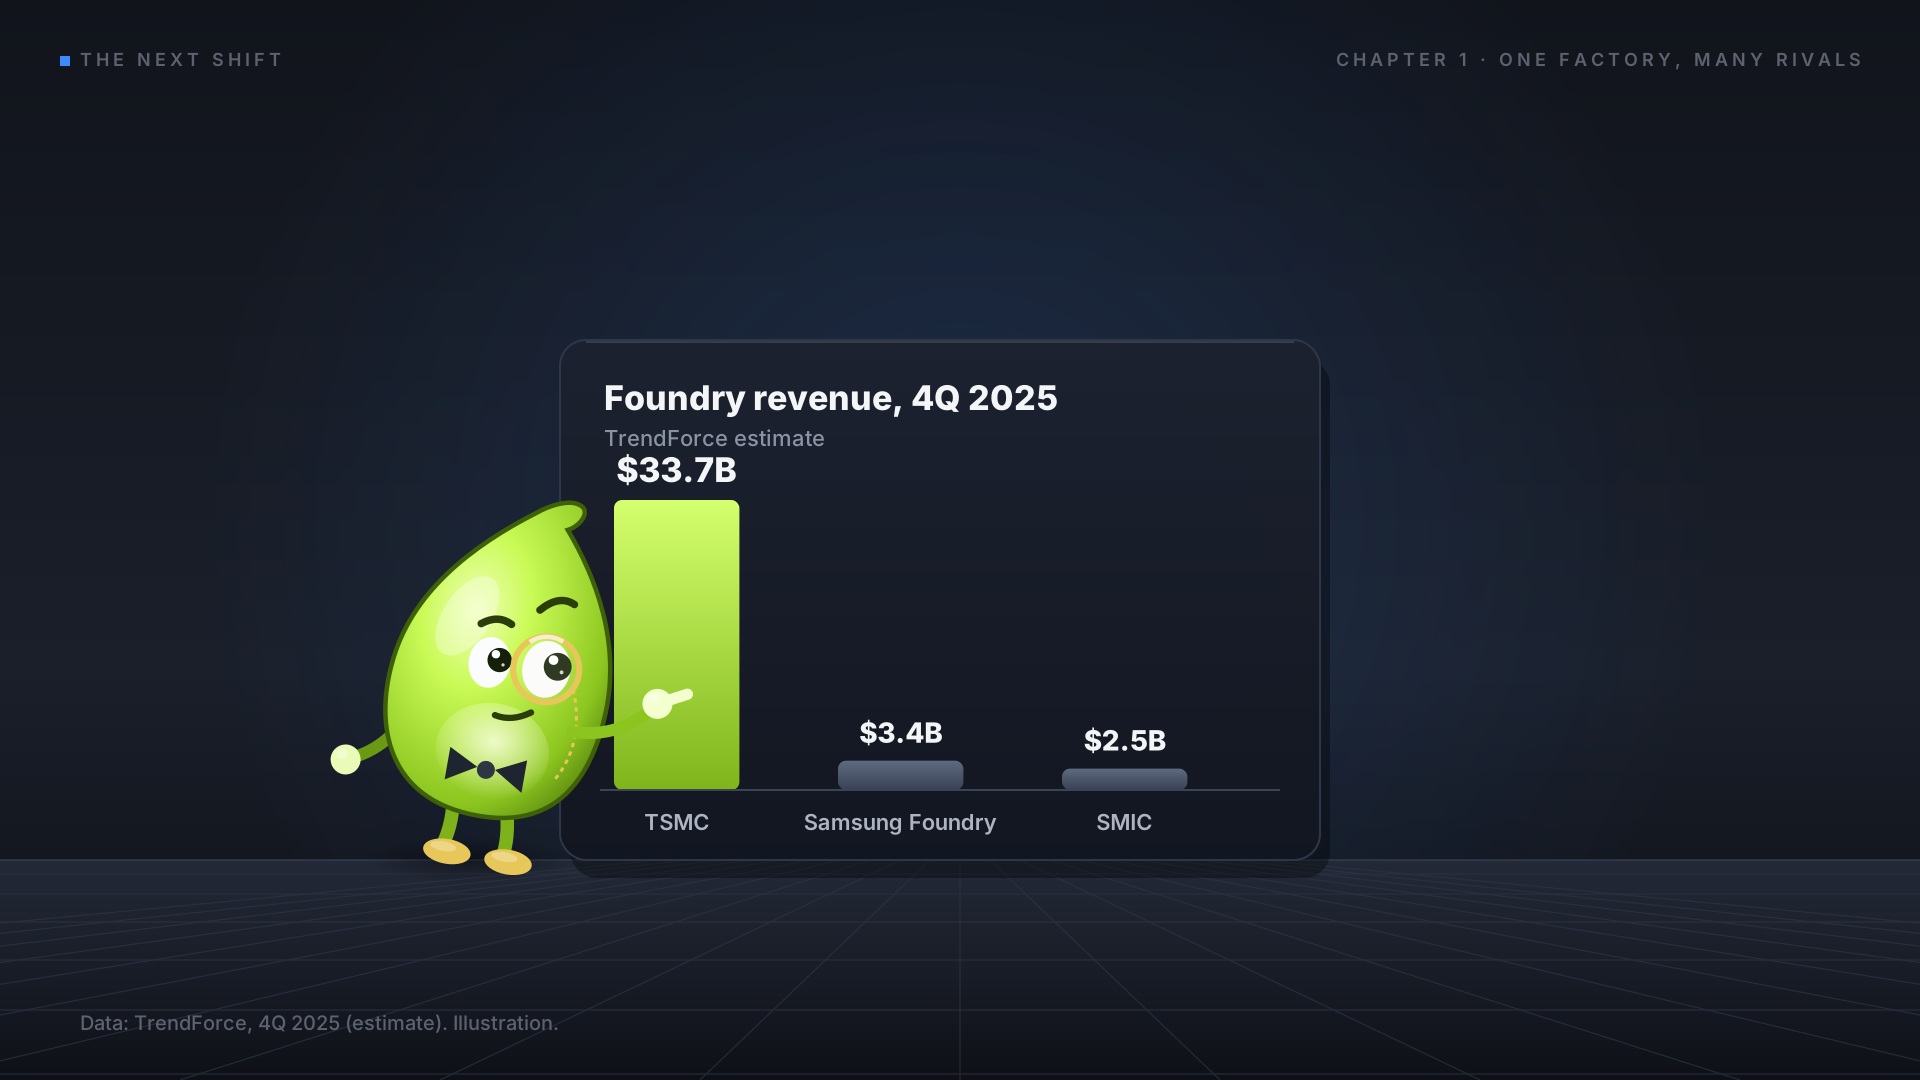 THE NEXT SHIFT
CHAPTER 1 · ONE FACTORY, MANY RIVALS
Foundry revenue, 4Q 2025
TrendForce estimate
$33.7B
$3.4B
$2.5B
TSMC
Samsung Foundry
SMIC
Data: TrendForce, 4Q 2025 (estimate). Illustration.